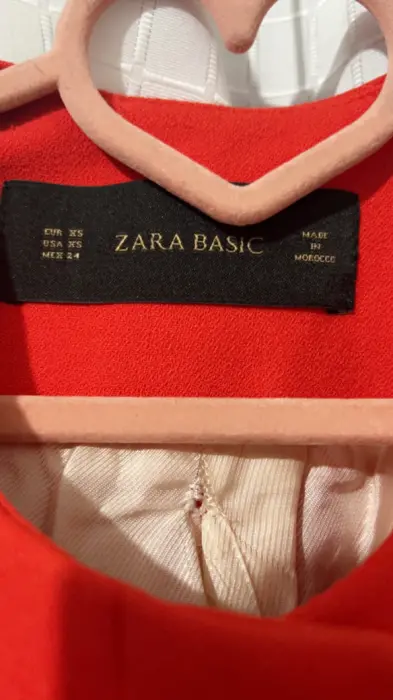 EUR XS
USA XS
MEX 24
ZARA BASIC
MADE
IN
MOROCCO